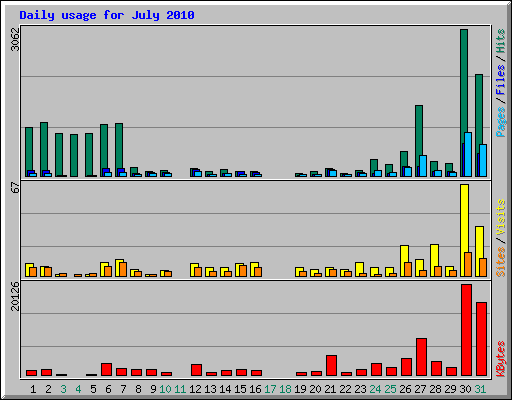 Daily usage for July 2010
3062
Pages / Files / Hits
67
Sites / Visits
20126
KBytes
1 2 3 4 5 6 7 8 9 10 11 12 13 14 15 16 17 18 19 20 21 22 23 24 25 26 27 28 29 30 31